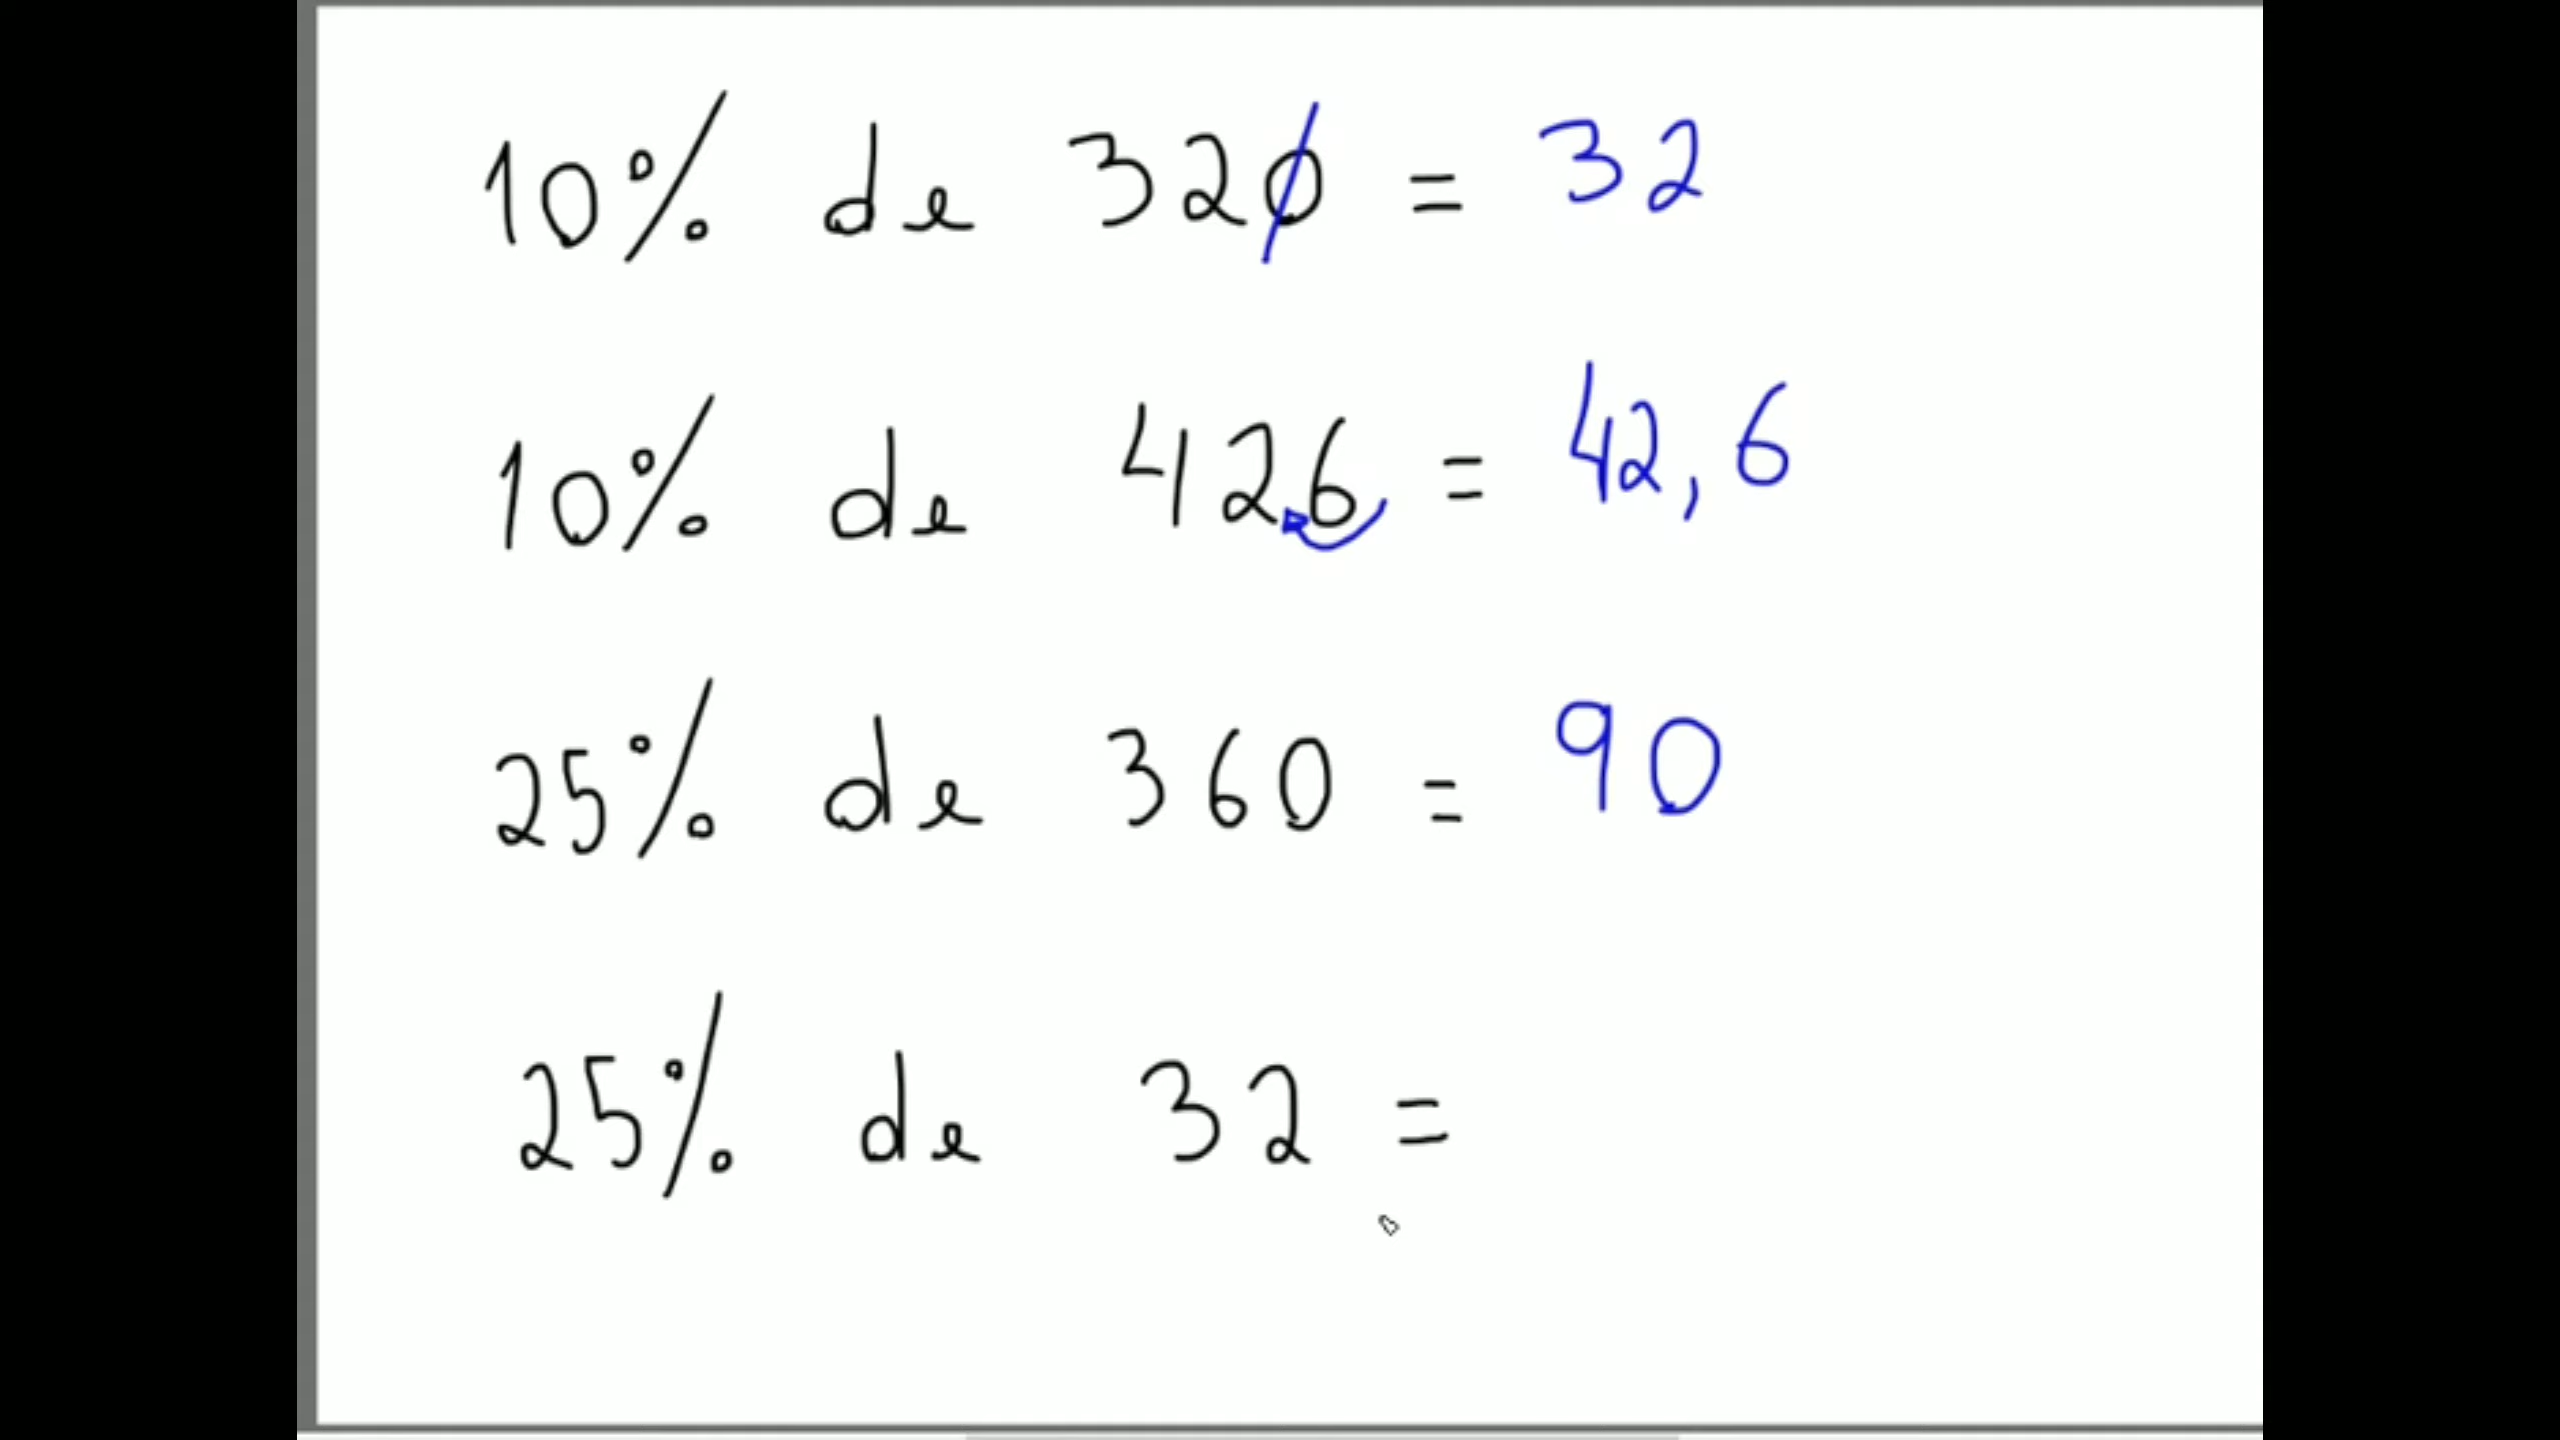 10% de 320 = 32
10% de 426 = 42,6
25% de 360 = 90
25% de 32 =